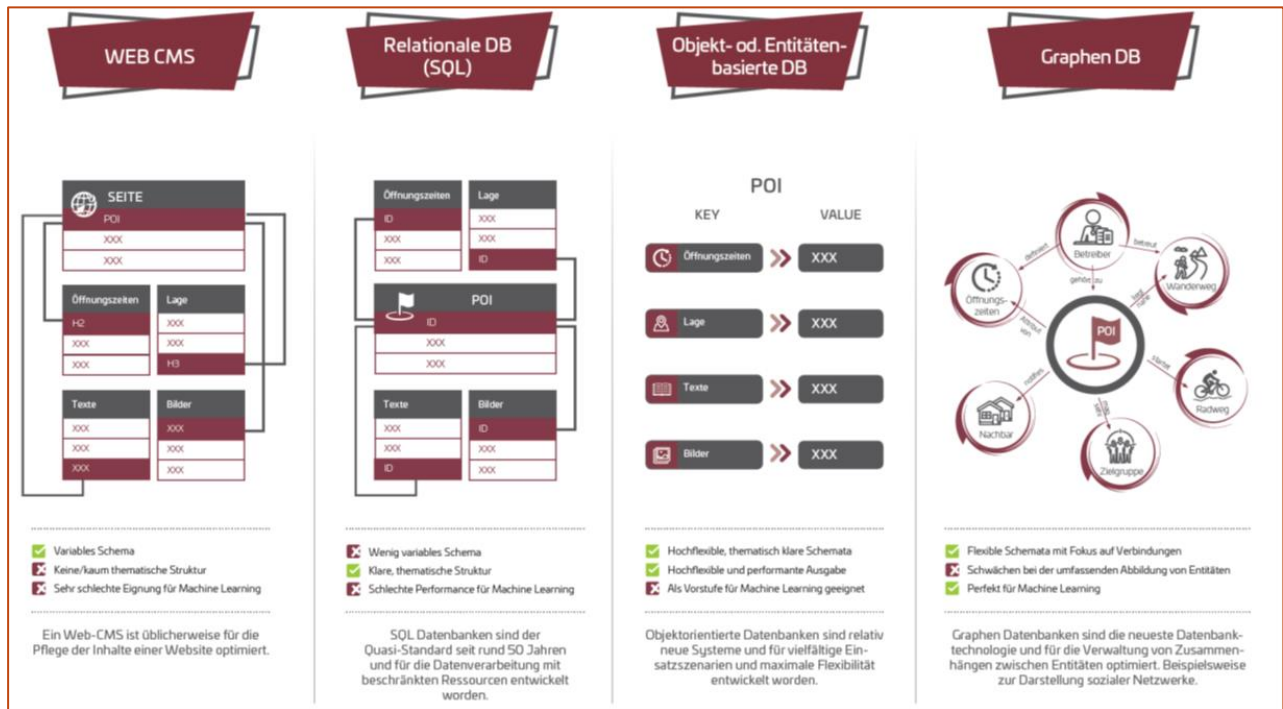 WEB CMS
SEITE
POI
XXX
XXX
Öffnungszeiten
H2
XXX
XXX
Lage
XXX
XXX
H3
Texte
XXX
XXX
XXX
Bilder
XXX
XXX
XXX
Variables Schema
Keine/kaum thematische Struktur
Sehr schlechte Eignung für Machine Learning
Ein Web-CMS ist üblicherweise für die
Pflege der Inhalte einer Website optimiert.
Relationale DB
(SQL)
Öffnungszeiten
ID
XXX
XXX
Lage
XXX
XXX
ID
POI
ID
XXX
XXX
Texte
XXX
XXX
ID
Bilder
ID
XXX
XXX
Wenig variables Schema
Klare, thematische Struktur
Schlechte Performance für Machine Learning
SQL Datenbanken sind der
Quasi-Standard seit rund 50 Jahren
und für die Datenverarbeitung mit
beschränkten Ressourcen entwickelt
worden.
Objekt- od. Entitäten-
basierte DB
POI
KEY VALUE
Öffnungszeiten XXX
Lage XXX
Texte XXX
Bilder XXX
Hochflexible, thematisch klare Schemata
Hochflexible und performante Ausgabe
Als Vorstufe für Machine Learning geeignet
Objektorientierte Datenbanken sind relativ
neue Systeme und für vielfältige Ein-
satzszenarien und maximale Flexibilität
entwickelt worden.
Graphen DB
Betreiber
definiert
betreut
gehört zu
Öffnungs-
zeiten
Attribut
von
Wanderweg
liegt
nahe
POI
startet
Radweg
Nachbar
Zielgruppe
Flexible Schemata mit Fokus auf Verbindungen
Schwächen bei der umfassenden Abbildung von Entitäten
Perfekt für Machine Learning
Graphen Datenbanken sind die neueste Datenbank-
technologie und für die Verwaltung von Zusammen-
hängen zwischen Entitäten optimiert. Beispielsweise
zur Darstellung sozialer Netzwerke.